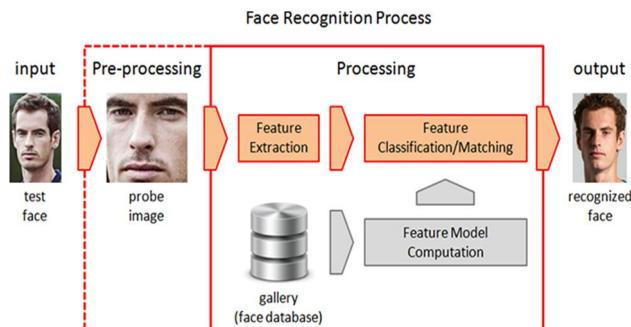 Face Recognition Process
input
Pre-processing
Processing
output
Feature
Extraction
Feature
Classification/Matching
test
face
probe
image
recognized
face
Feature Model
Computation
gallery
(face database)